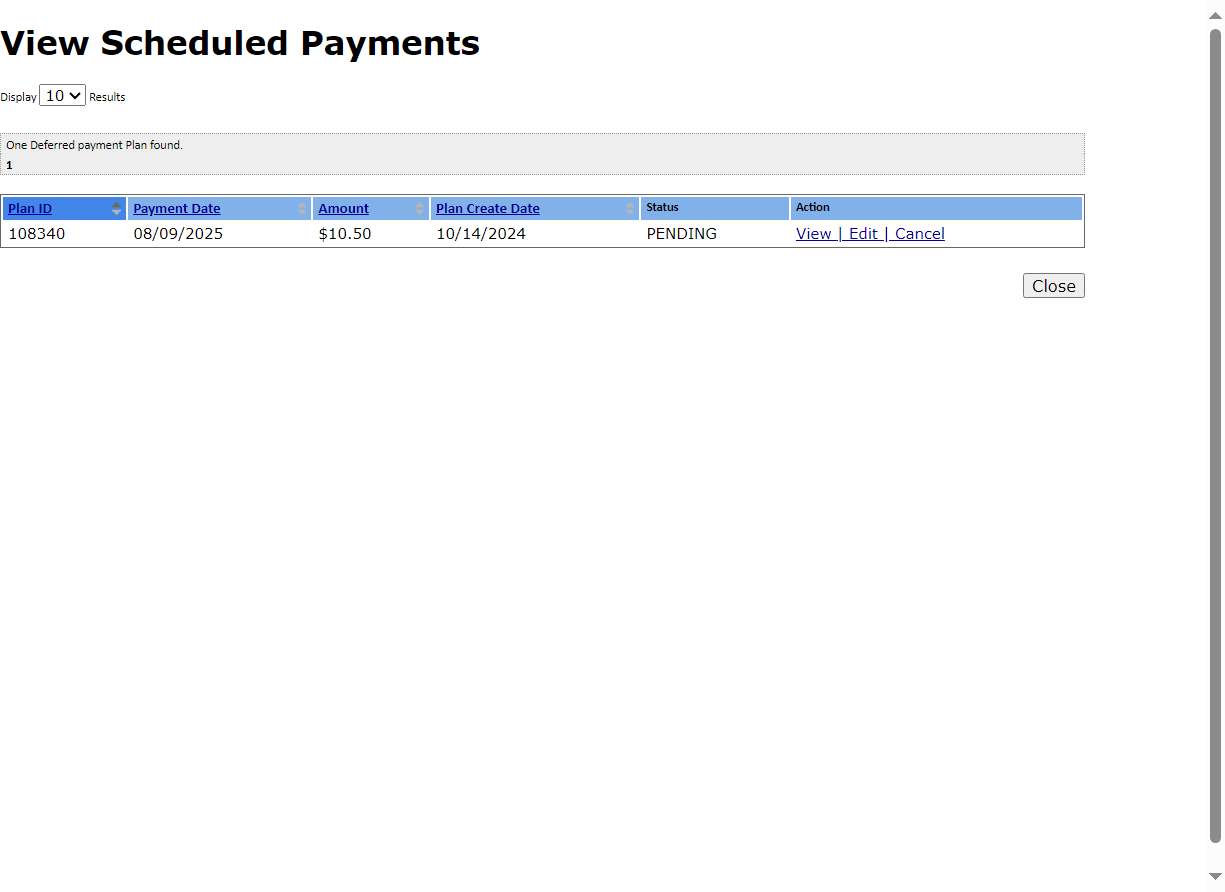 View Scheduled Payments
Display 10 Results
One Deferred payment Plan found.
1
Plan ID Payment Date Amount Plan Create Date Status Action
108340 08/09/2025 $10.50 10/14/2024 PENDING View | Edit | Cancel
Close